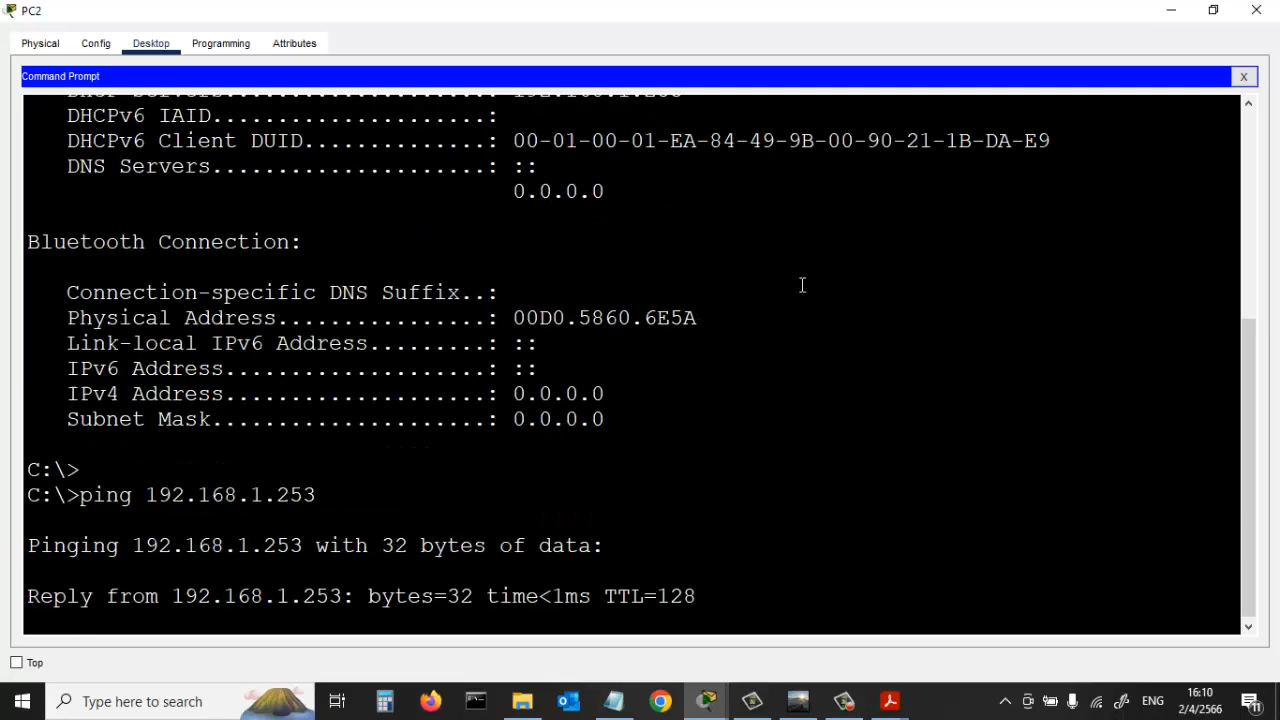 PC2
Physical Config Desktop Programming Attributes
Command Prompt X
DHCPv6 IAID.....................:
DHCPv6 Client DUID..............: 00-01-00-01-EA-84-49-9B-00-90-21-1B-DA-E9
DNS Servers.....................: ::
0.0.0.0
Bluetooth Connection:
Connection-specific DNS Suffix..:
Physical Address................: 00D0.5860.6E5A
Link-local IPv6 Address.........: ::
IPv6 Address....................: ::
IPv4 Address....................: 0.0.0.0
Subnet Mask.....................: 0.0.0.0
C:\>
C:\>ping 192.168.1.253
Pinging 192.168.1.253 with 32 bytes of data:
Reply from 192.168.1.253: bytes=32 time<1ms TTL=128
Top
Type here to search
ENG
16:10
2/4/2566
11